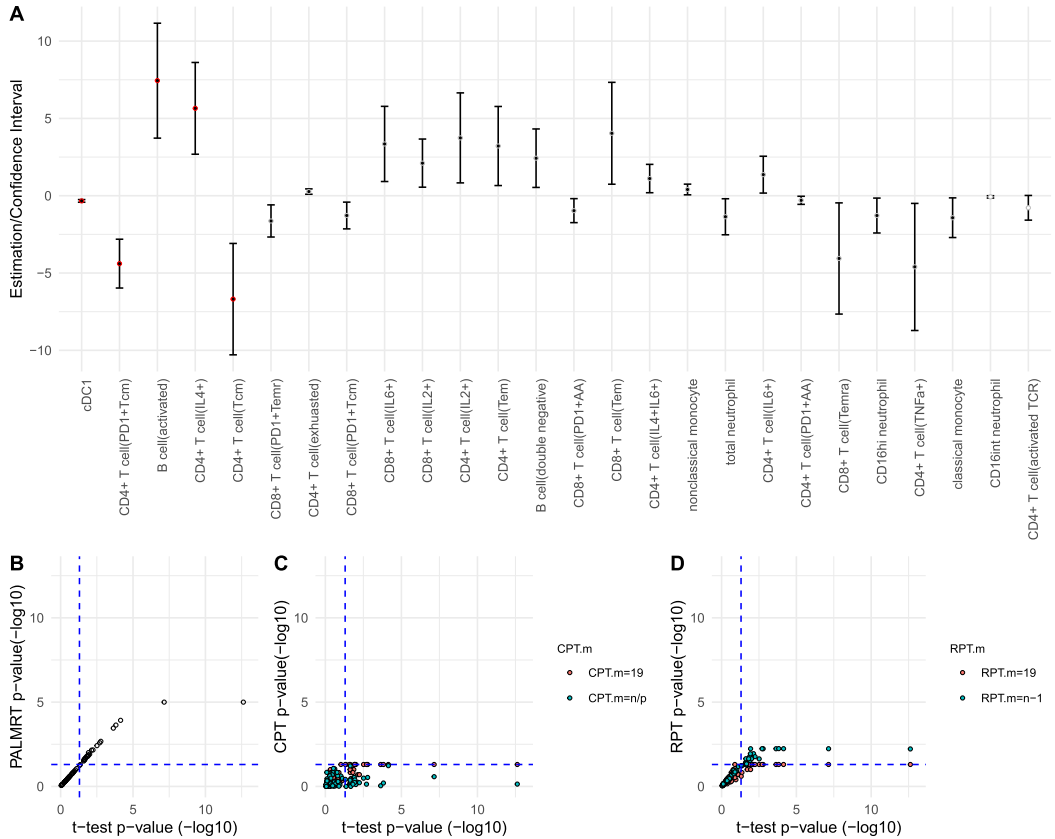 A
Estimation/Confidence Interval
10
5
0
−5
−10
cDC1
CD4+ T cell(PD1+Tcm)
B cell(activated)
CD4+ T cell(IL4+)
CD4+ T cell(Tcm)
CD8+ T cell(PD1+Temr)
CD4+ T cell(exhuasted)
CD8+ T cell(PD1+Tcm)
CD8+ T cell(IL6+)
CD8+ T cell(IL2+)
CD4+ T cell(IL2+)
CD4+ T cell(Tem)
B cell(double negative)
CD8+ T cell(PD1+AA)
CD8+ T cell(Tem)
CD4+ T cell(IL4+IL6+)
nonclassical monocyte
total neutrophil
CD4+ T cell(IL6+)
CD4+ T cell(PD1+AA)
CD8+ T cell(Temra)
CD16hi neutrophil
CD4+ T cell(TNFa+)
classical monocyte
CD16int neutrophil
CD4+ T cell(activated TCR)
B
PALMRT p−value(−log10)
10
5
0
0 5 10
t−test p−value (−log10)
C
CPT p−value(−log10)
10
5
0
0 5 10
t−test p−value (−log10)
CPT.m
CPT.m=19
CPT.m=n/p
D
RPT p−value(−log10)
10
5
0
0 5 10
t−test p−value (−log10)
RPT.m
RPT.m=19
RPT.m=n−1